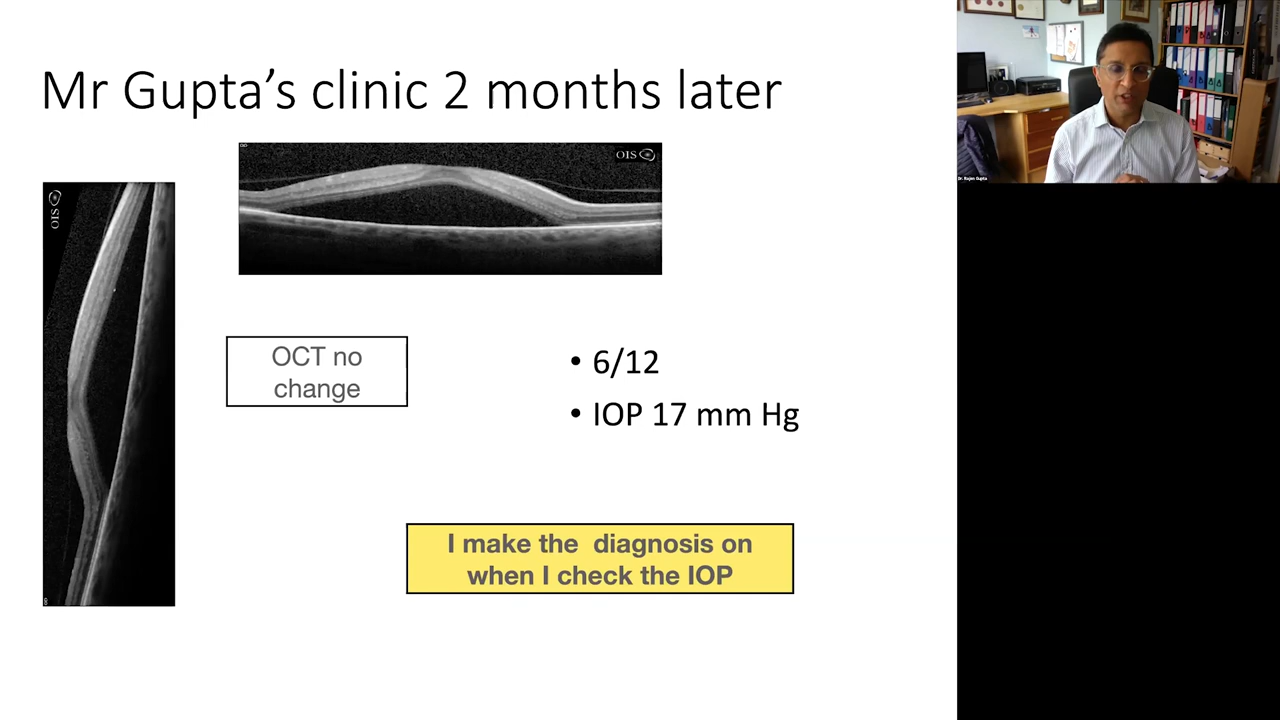 Mr Gupta's clinic 2 months later
OIS
OIS
OCT no
change
• 6/12
• IOP 17 mm Hg
I make the diagnosis on
when I check the IOP
Dr. Rajen Gupta